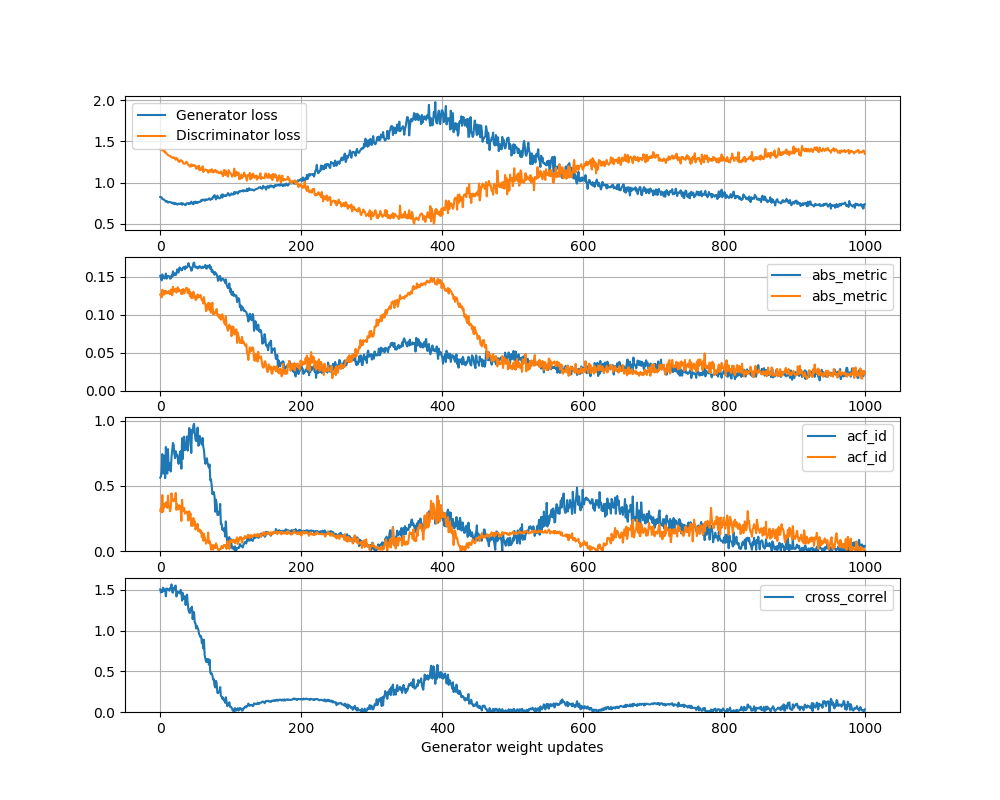 2.0
1.5
1.0
0.5
Generator loss
Discriminator loss
0 200 400 600 800 1000
0.15
0.10
0.05
0.00
abs_metric
abs_metric
0 200 400 600 800 1000
1.0
0.5
0.0
acf_id
acf_id
0 200 400 600 800 1000
1.5
1.0
0.5
0.0
cross_correl
0 200 400 600 800 1000
Generator weight updates